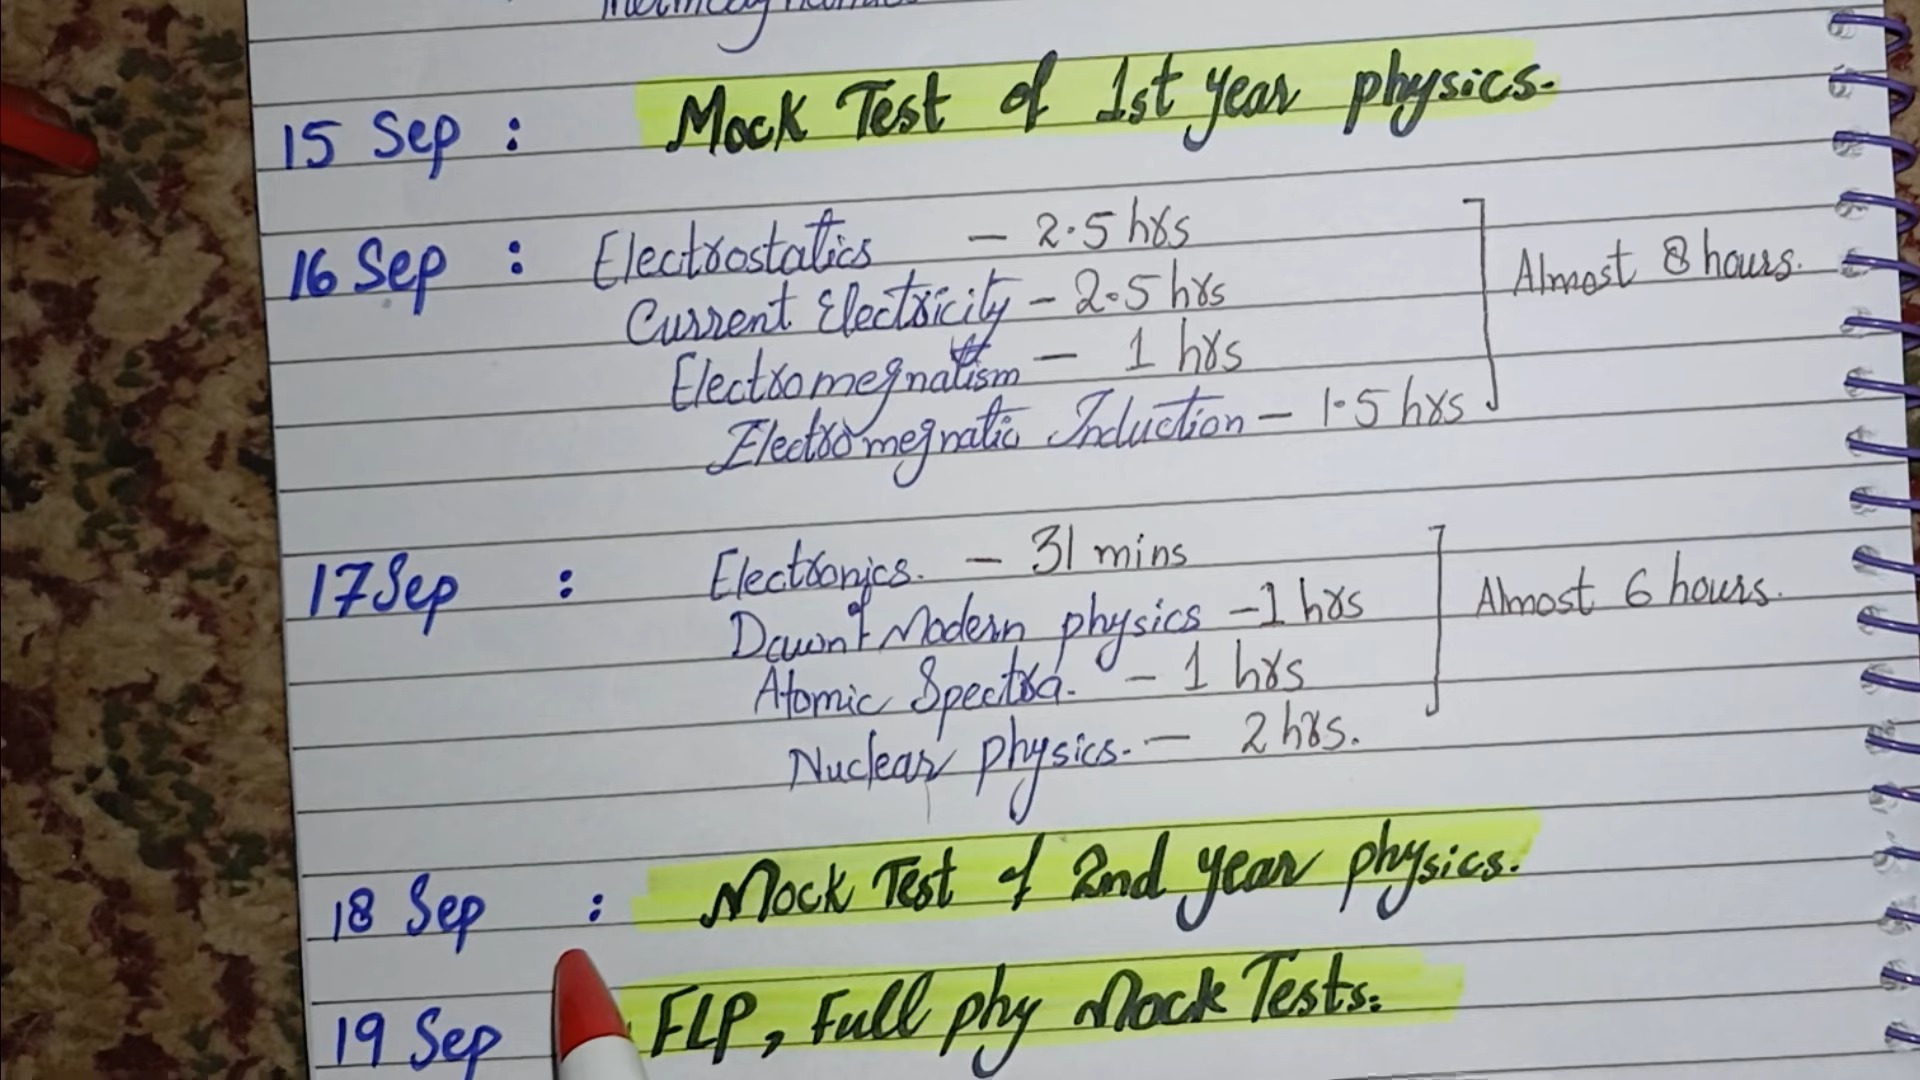 15 Sep : Mock Test of 1st year physics.
16 Sep : Electrostatics - 2.5 hrs
Current Electricity - 2.5 hrs
Almost 8 hours.
Electromegnatism - 1 hrs
Electromegnatic Induction - 1.5 hrs
17 Sep : Electronics. - 31 mins
Dawn of Modern physics - 1 hrs
Almost 6 hours.
Atomic Spectra. - 1 hrs
Nuclear physics. - 2 hrs.
18 Sep : Mock Test of 2nd year physics.
19 Sep FLP, Full phy Mock Tests.